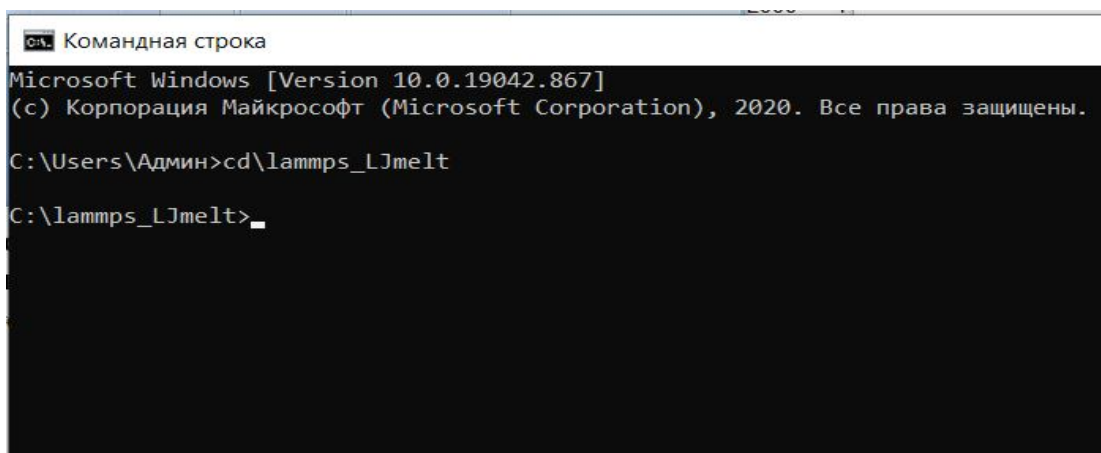 Командная строка
Microsoft Windows [Version 10.0.19042.867]
(c) Корпорация Майкрософт (Microsoft Corporation), 2020. Все права защищены.
C:\Users\Админ>cd\lammps_LJmelt
C:\lammps_LJmelt>